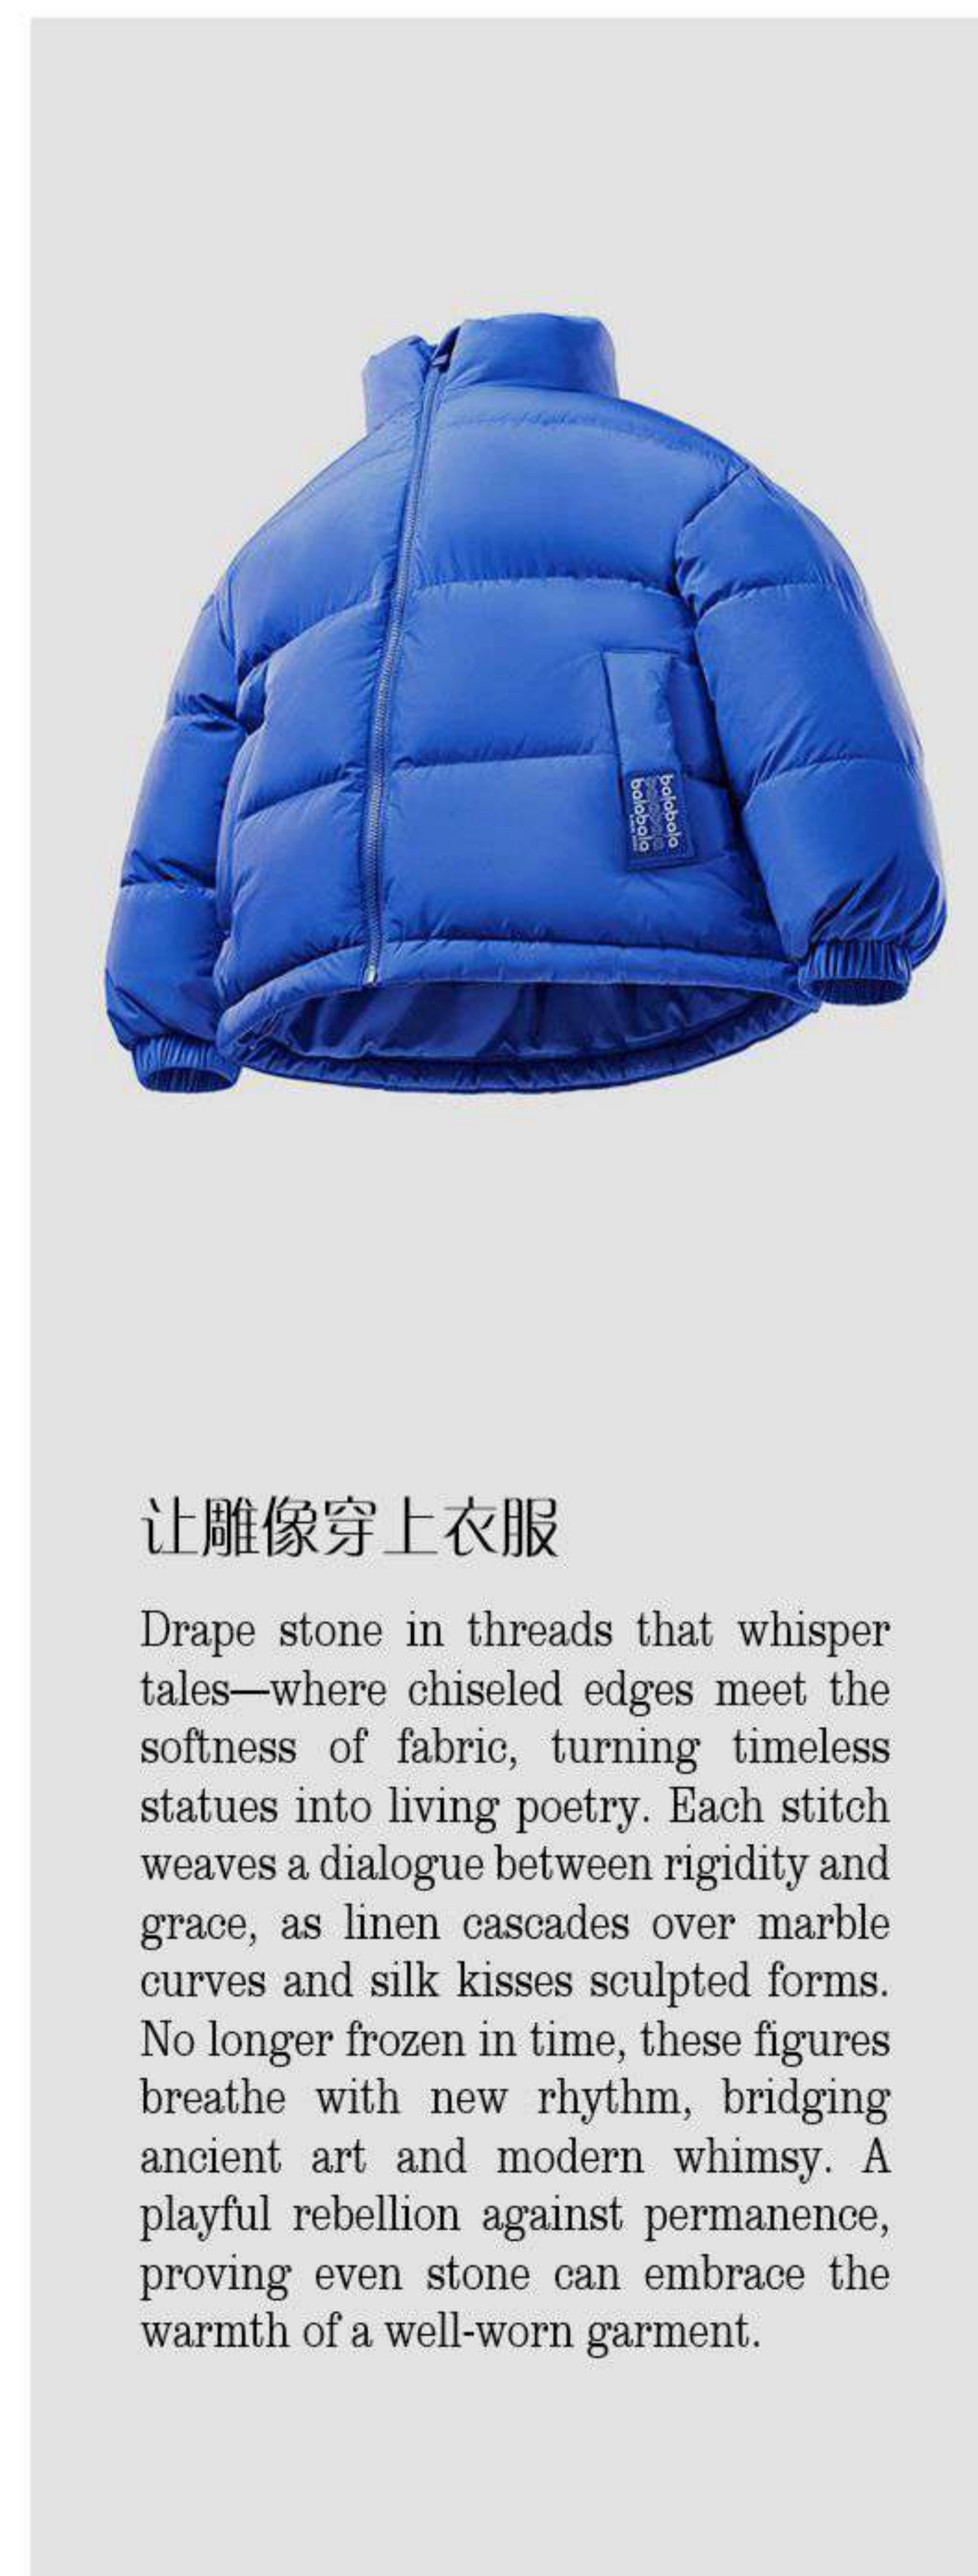 balabala
balabala
balabala
让雕像穿上衣服
Drape stone in threads that whisper
tales—where chiseled edges meet the
softness of fabric, turning timeless
statues into living poetry. Each stitch
weaves a dialogue between rigidity and
grace, as linen cascades over marble
curves and silk kisses sculpted forms.
No longer frozen in time, these figures
breathe with new rhythm, bridging
ancient art and modern whimsy. A
playful rebellion against permanence,
proving even stone can embrace the
warmth of a well-worn garment.